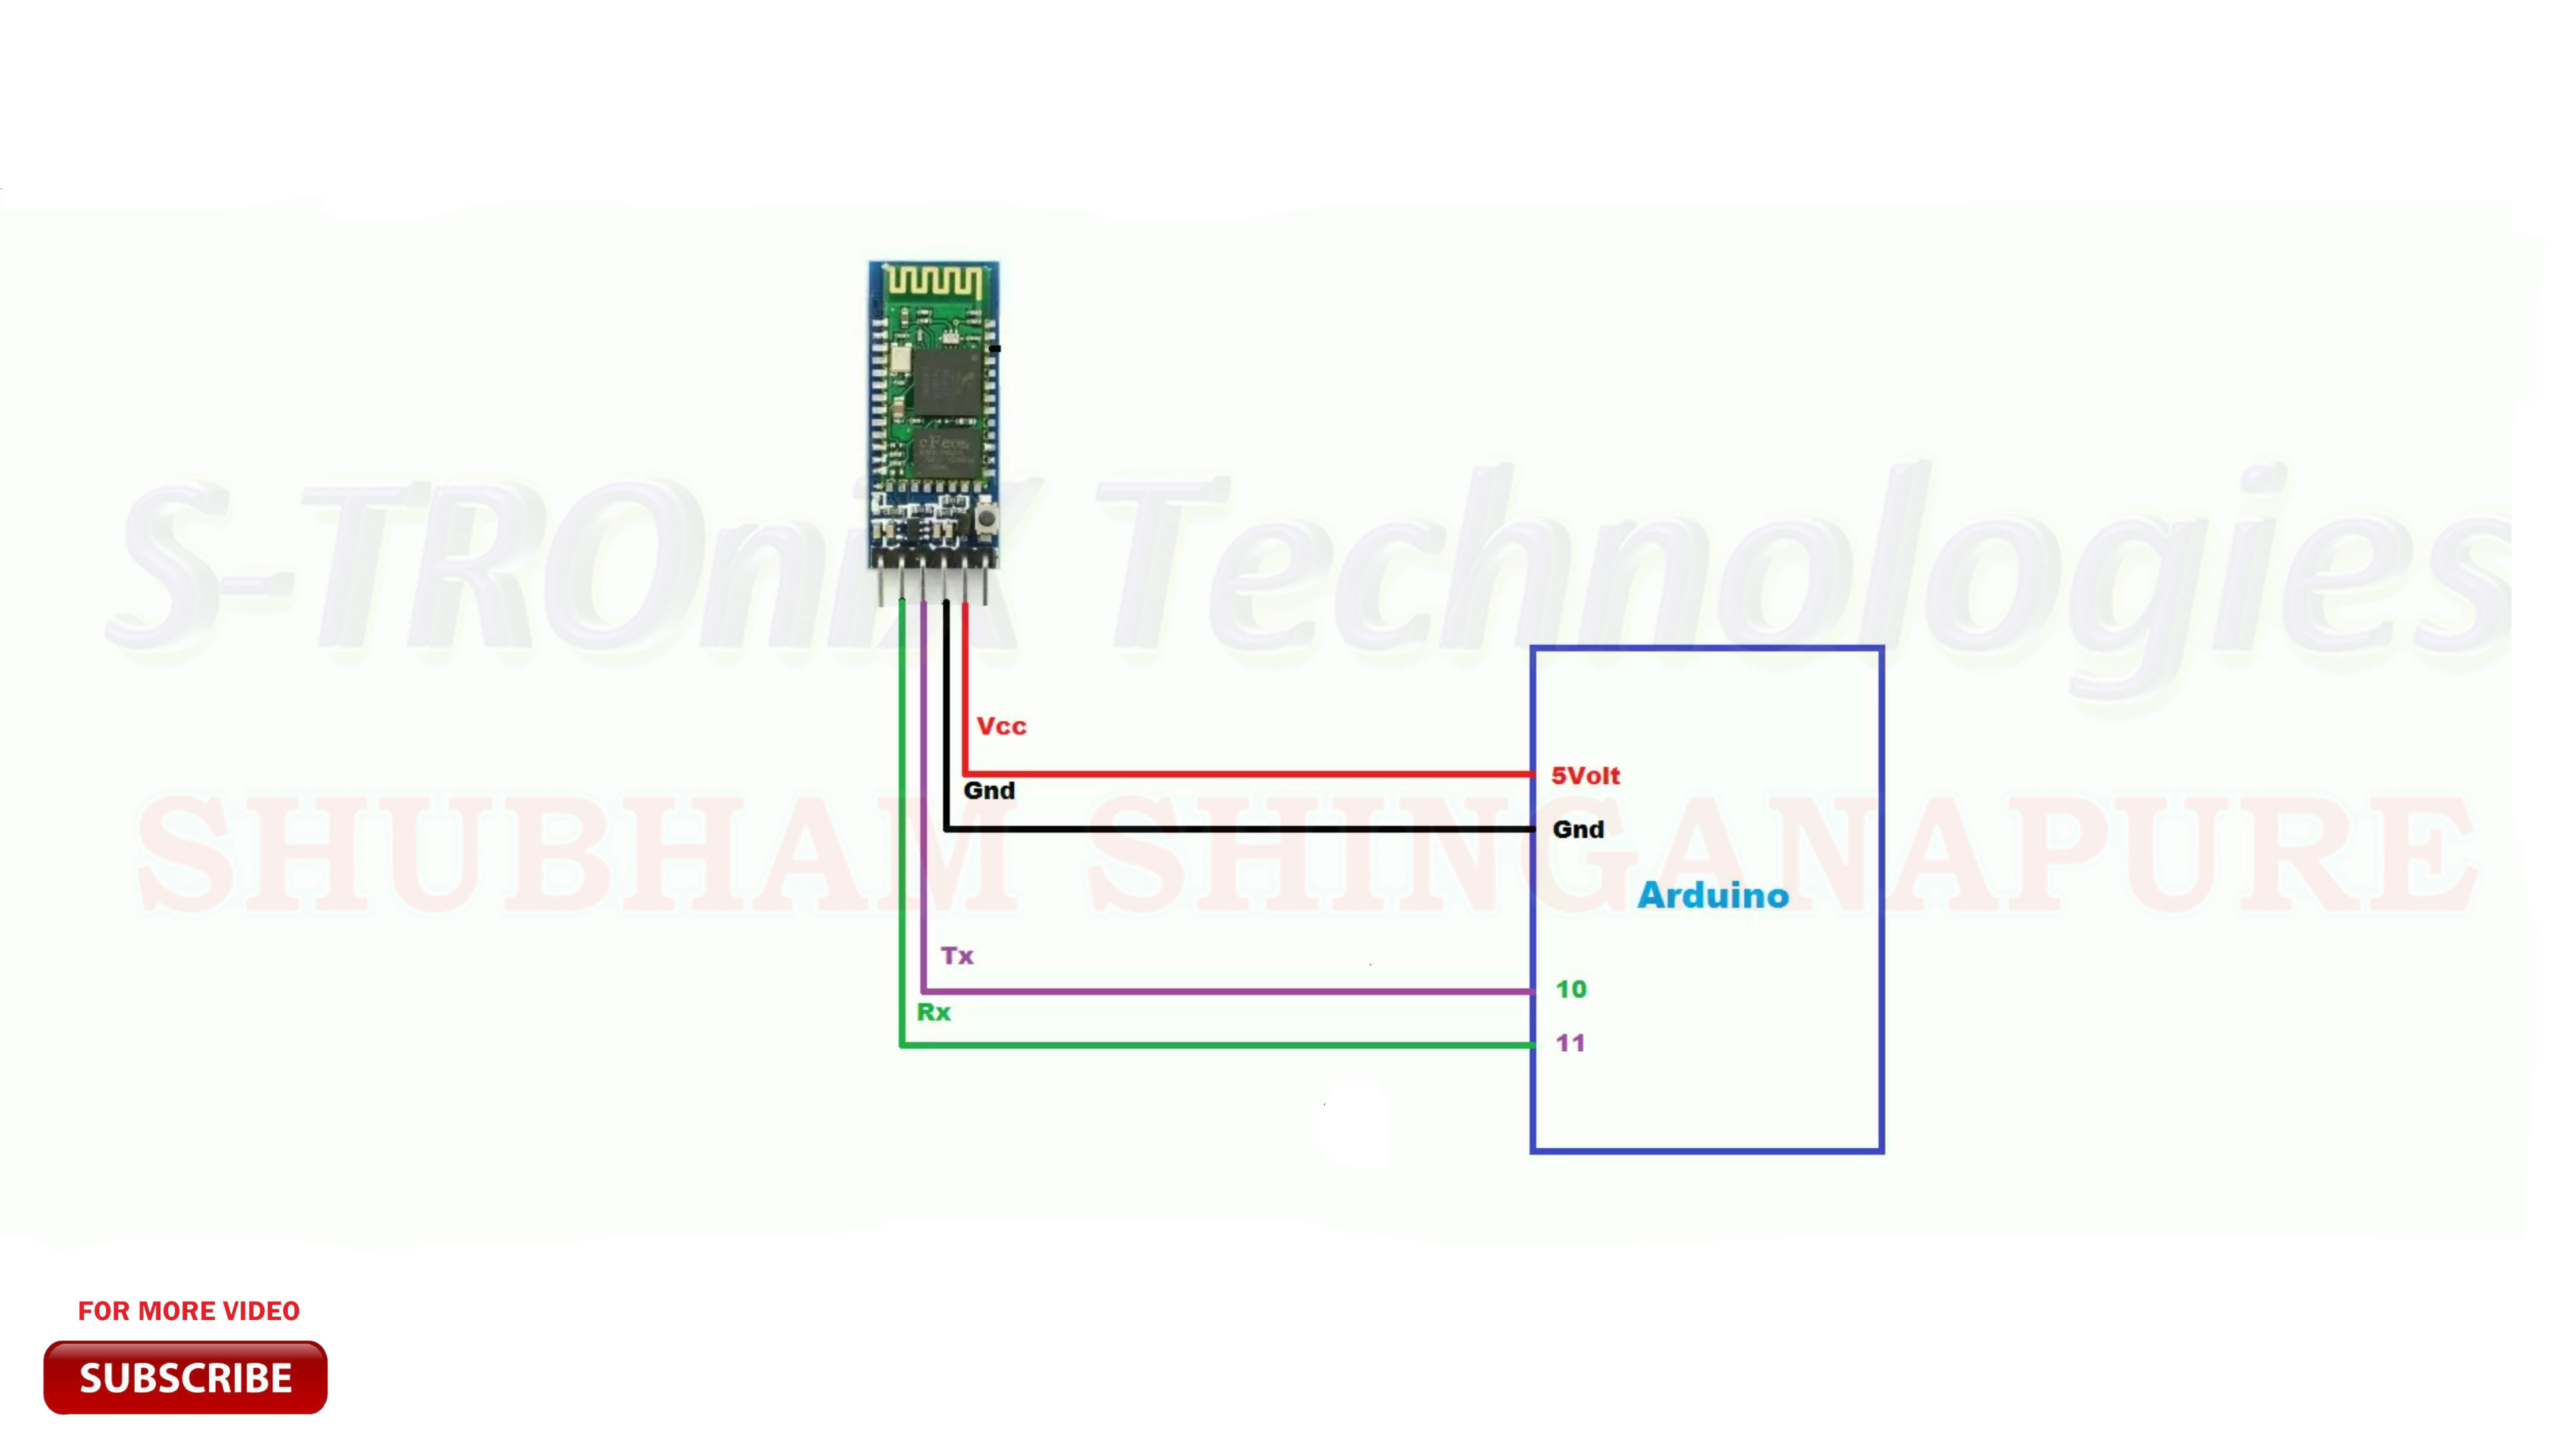 S-TROniX Technologies
Vcc
5Volt
Gnd
Gnd
SHUBHAM SHINGANAPURE
Arduino
Tx
10
Rx
11
FOR MORE VIDEO
SUBSCRIBE